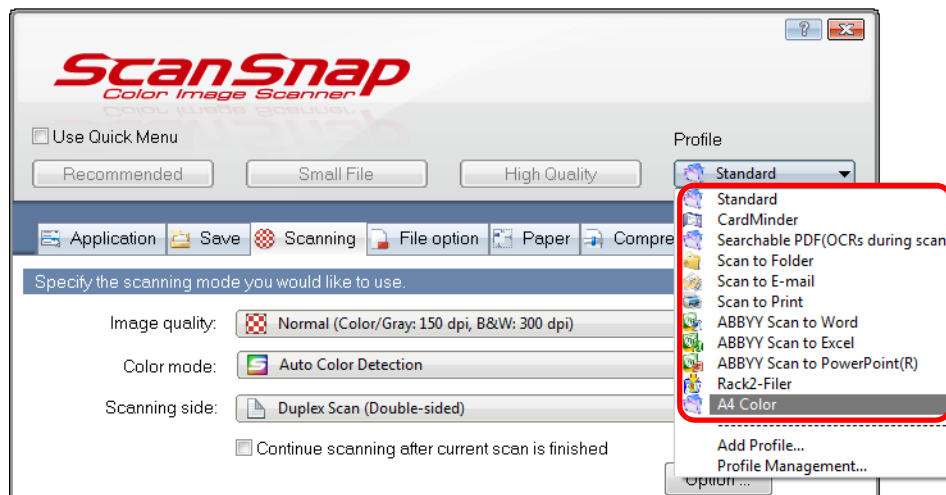 ScanSnap
Color Image Scanner
Use Quick Menu
Profile
Recommended
Small File
High Quality
Standard
Standard
CardMinder
Searchable PDF(OCRs during scan
Scan to Folder
Scan to E-mail
Scan to Print
ABBYY Scan to Word
ABBYY Scan to Excel
ABBYY Scan to PowerPoint(R)
Rack2-Filer
A4 Color
Add Profile...
Profile Management...
Application
Save
Scanning
File option
Paper
Compre
Specify the scanning mode you would like to use.
Image quality:
Normal (Color/Gray: 150 dpi, B&W: 300 dpi)
Color mode:
Auto Color Detection
Scanning side:
Duplex Scan (Double-sided)
Continue scanning after current scan is finished
Option ...